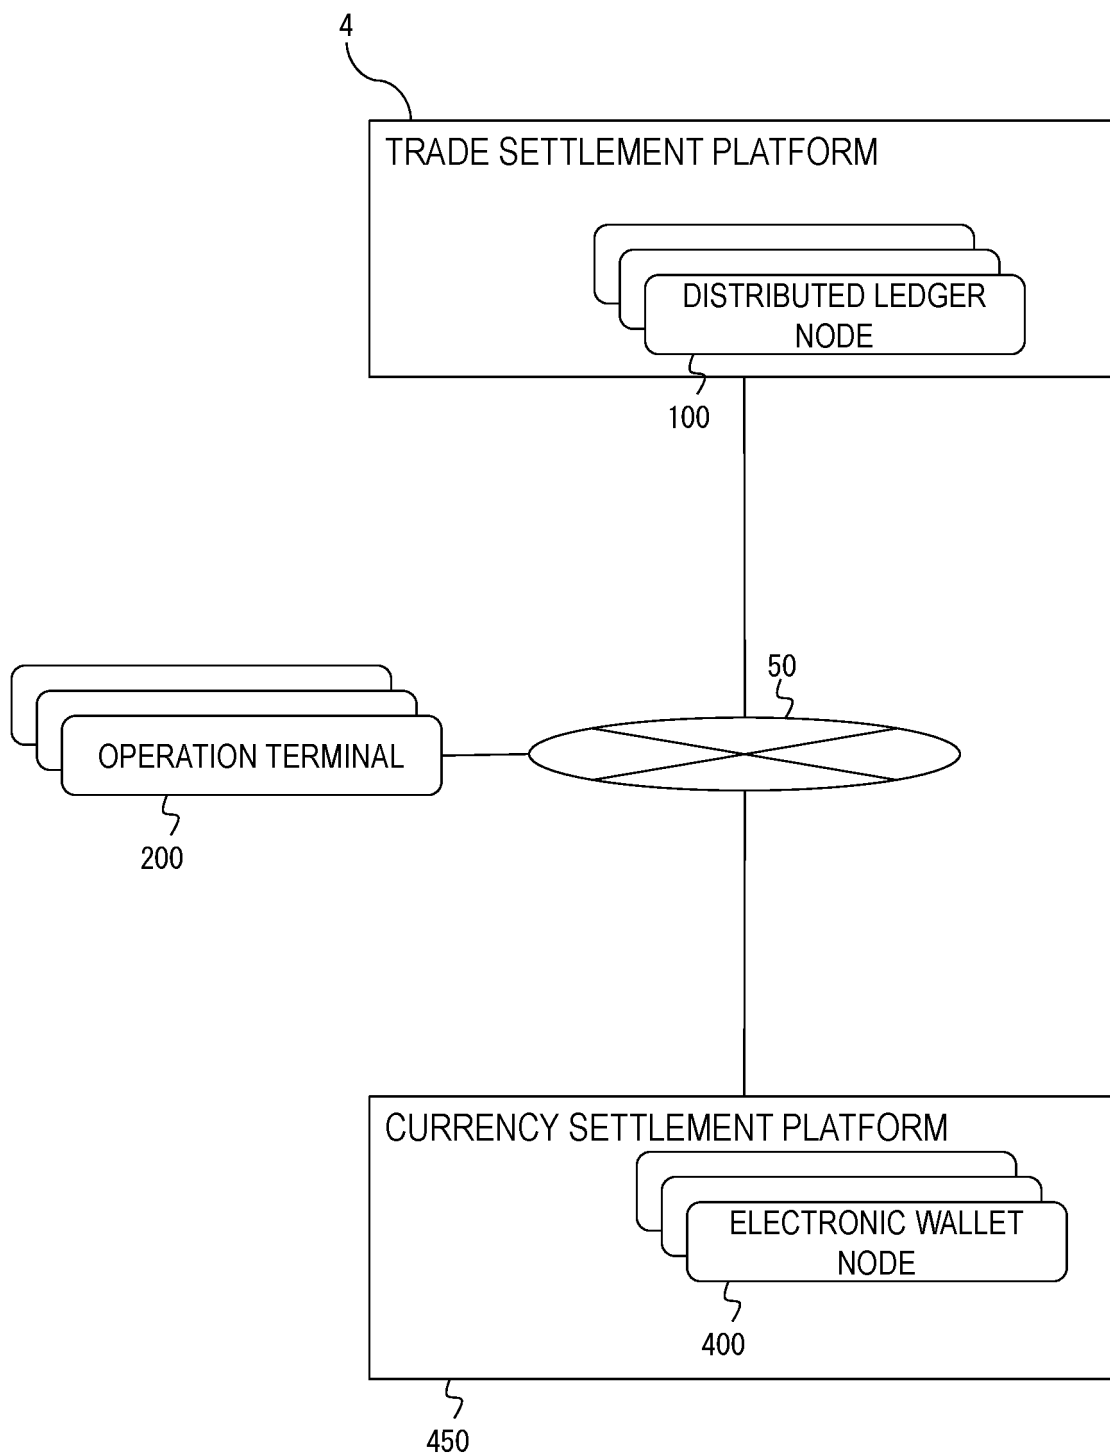 4
TRADE SETTLEMENT PLATFORM
DISTRIBUTED LEDGER
NODE
100
50
OPERATION TERMINAL
200
CURRENCY SETTLEMENT PLATFORM
ELECTRONIC WALLET
NODE
400
450